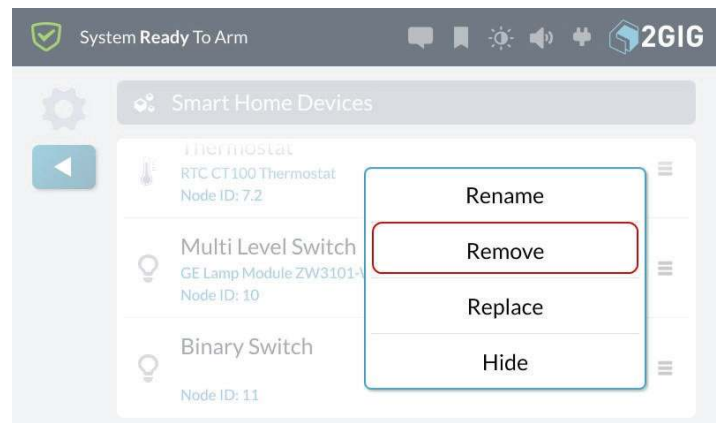 System Ready To Arm
2GIG
Smart Home Devices
Thermostat
RTC CT100 Thermostat
Node ID: 7.2
Multi Level Switch
GE Lamp Module ZW3101-
Node ID: 10
Binary Switch
Node ID: 11
Rename
Remove
Replace
Hide